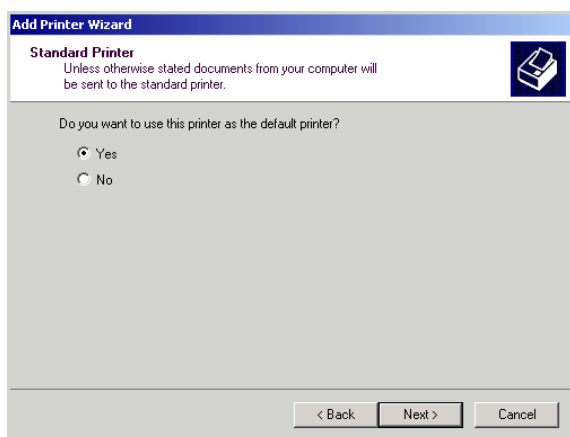 Add Printer Wizard
Standard Printer
Unless otherwise stated documents from your computer will
be sent to the standard printer.
Do you want to use this printer as the default printer?
Yes
No
< Back
Next >
Cancel